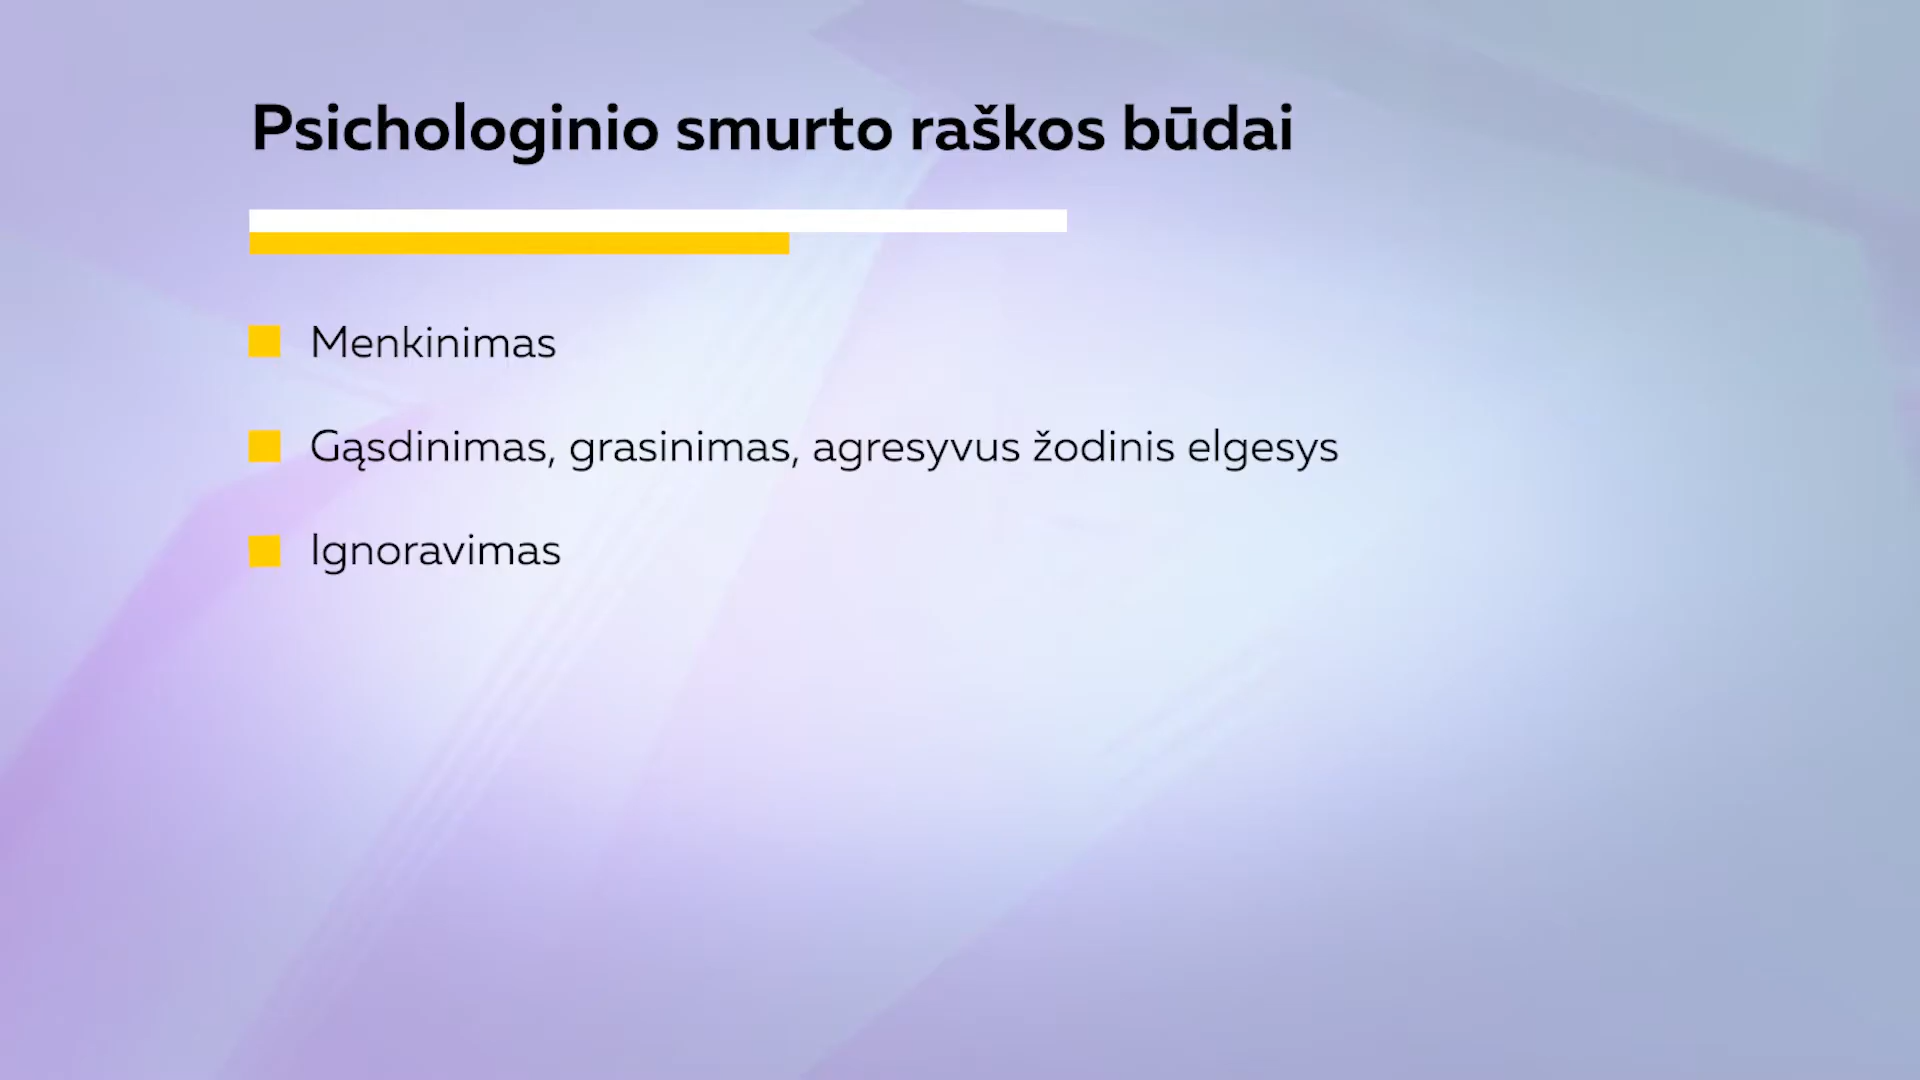 Psichologinio smurto raškos būdai
Menkinimas
Gąsdinimas, grasinimas, agresyvus žodinis elgesys
Ignoravimas